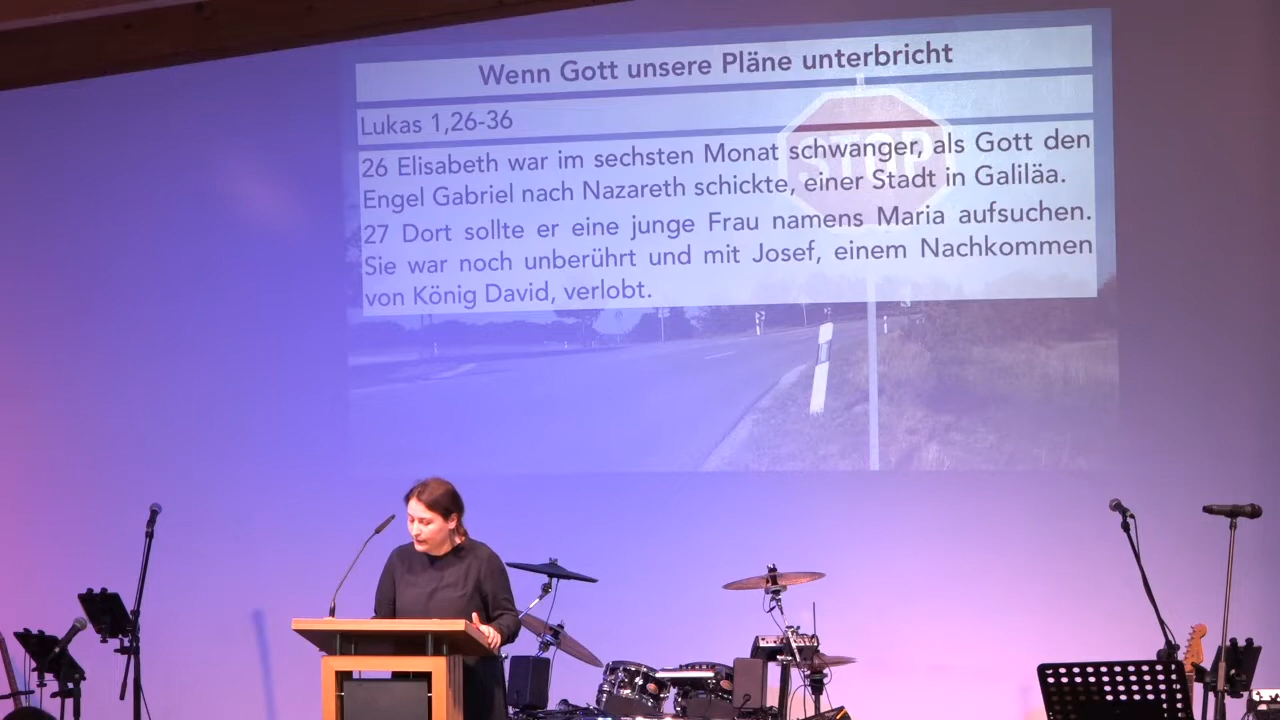 Wenn Gott unsere Pläne unterbricht
Lukas 1,26-36
26 Elisabeth war im sechsten Monat schwanger, als Gott den
Engel Gabriel nach Nazareth schickte, einer Stadt in Galiläa.
27 Dort sollte er eine junge Frau namens Maria aufsuchen.
Sie war noch unberührt und mit Josef, einem Nachkommen
von König David, verlobt.
STOP